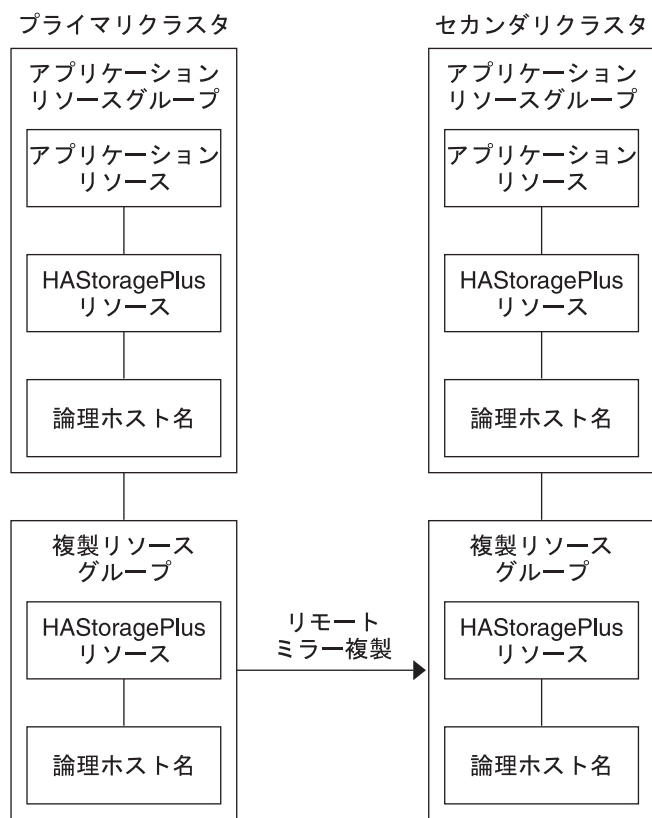 プライマリクラスタ
アプリケーション
リソースグループ
アプリケーション
リソース
HAStoragePlus
リソース
論理ホスト名
複製リソース
グループ
HAStoragePlus
リソース
論理ホスト名
リモート
ミラー複製
セカンダリクラスタ
アプリケーション
リソースグループ
アプリケーション
リソース
HAStoragePlus
リソース
論理ホスト名
複製リソース
グループ
HAStoragePlus
リソース
論理ホスト名